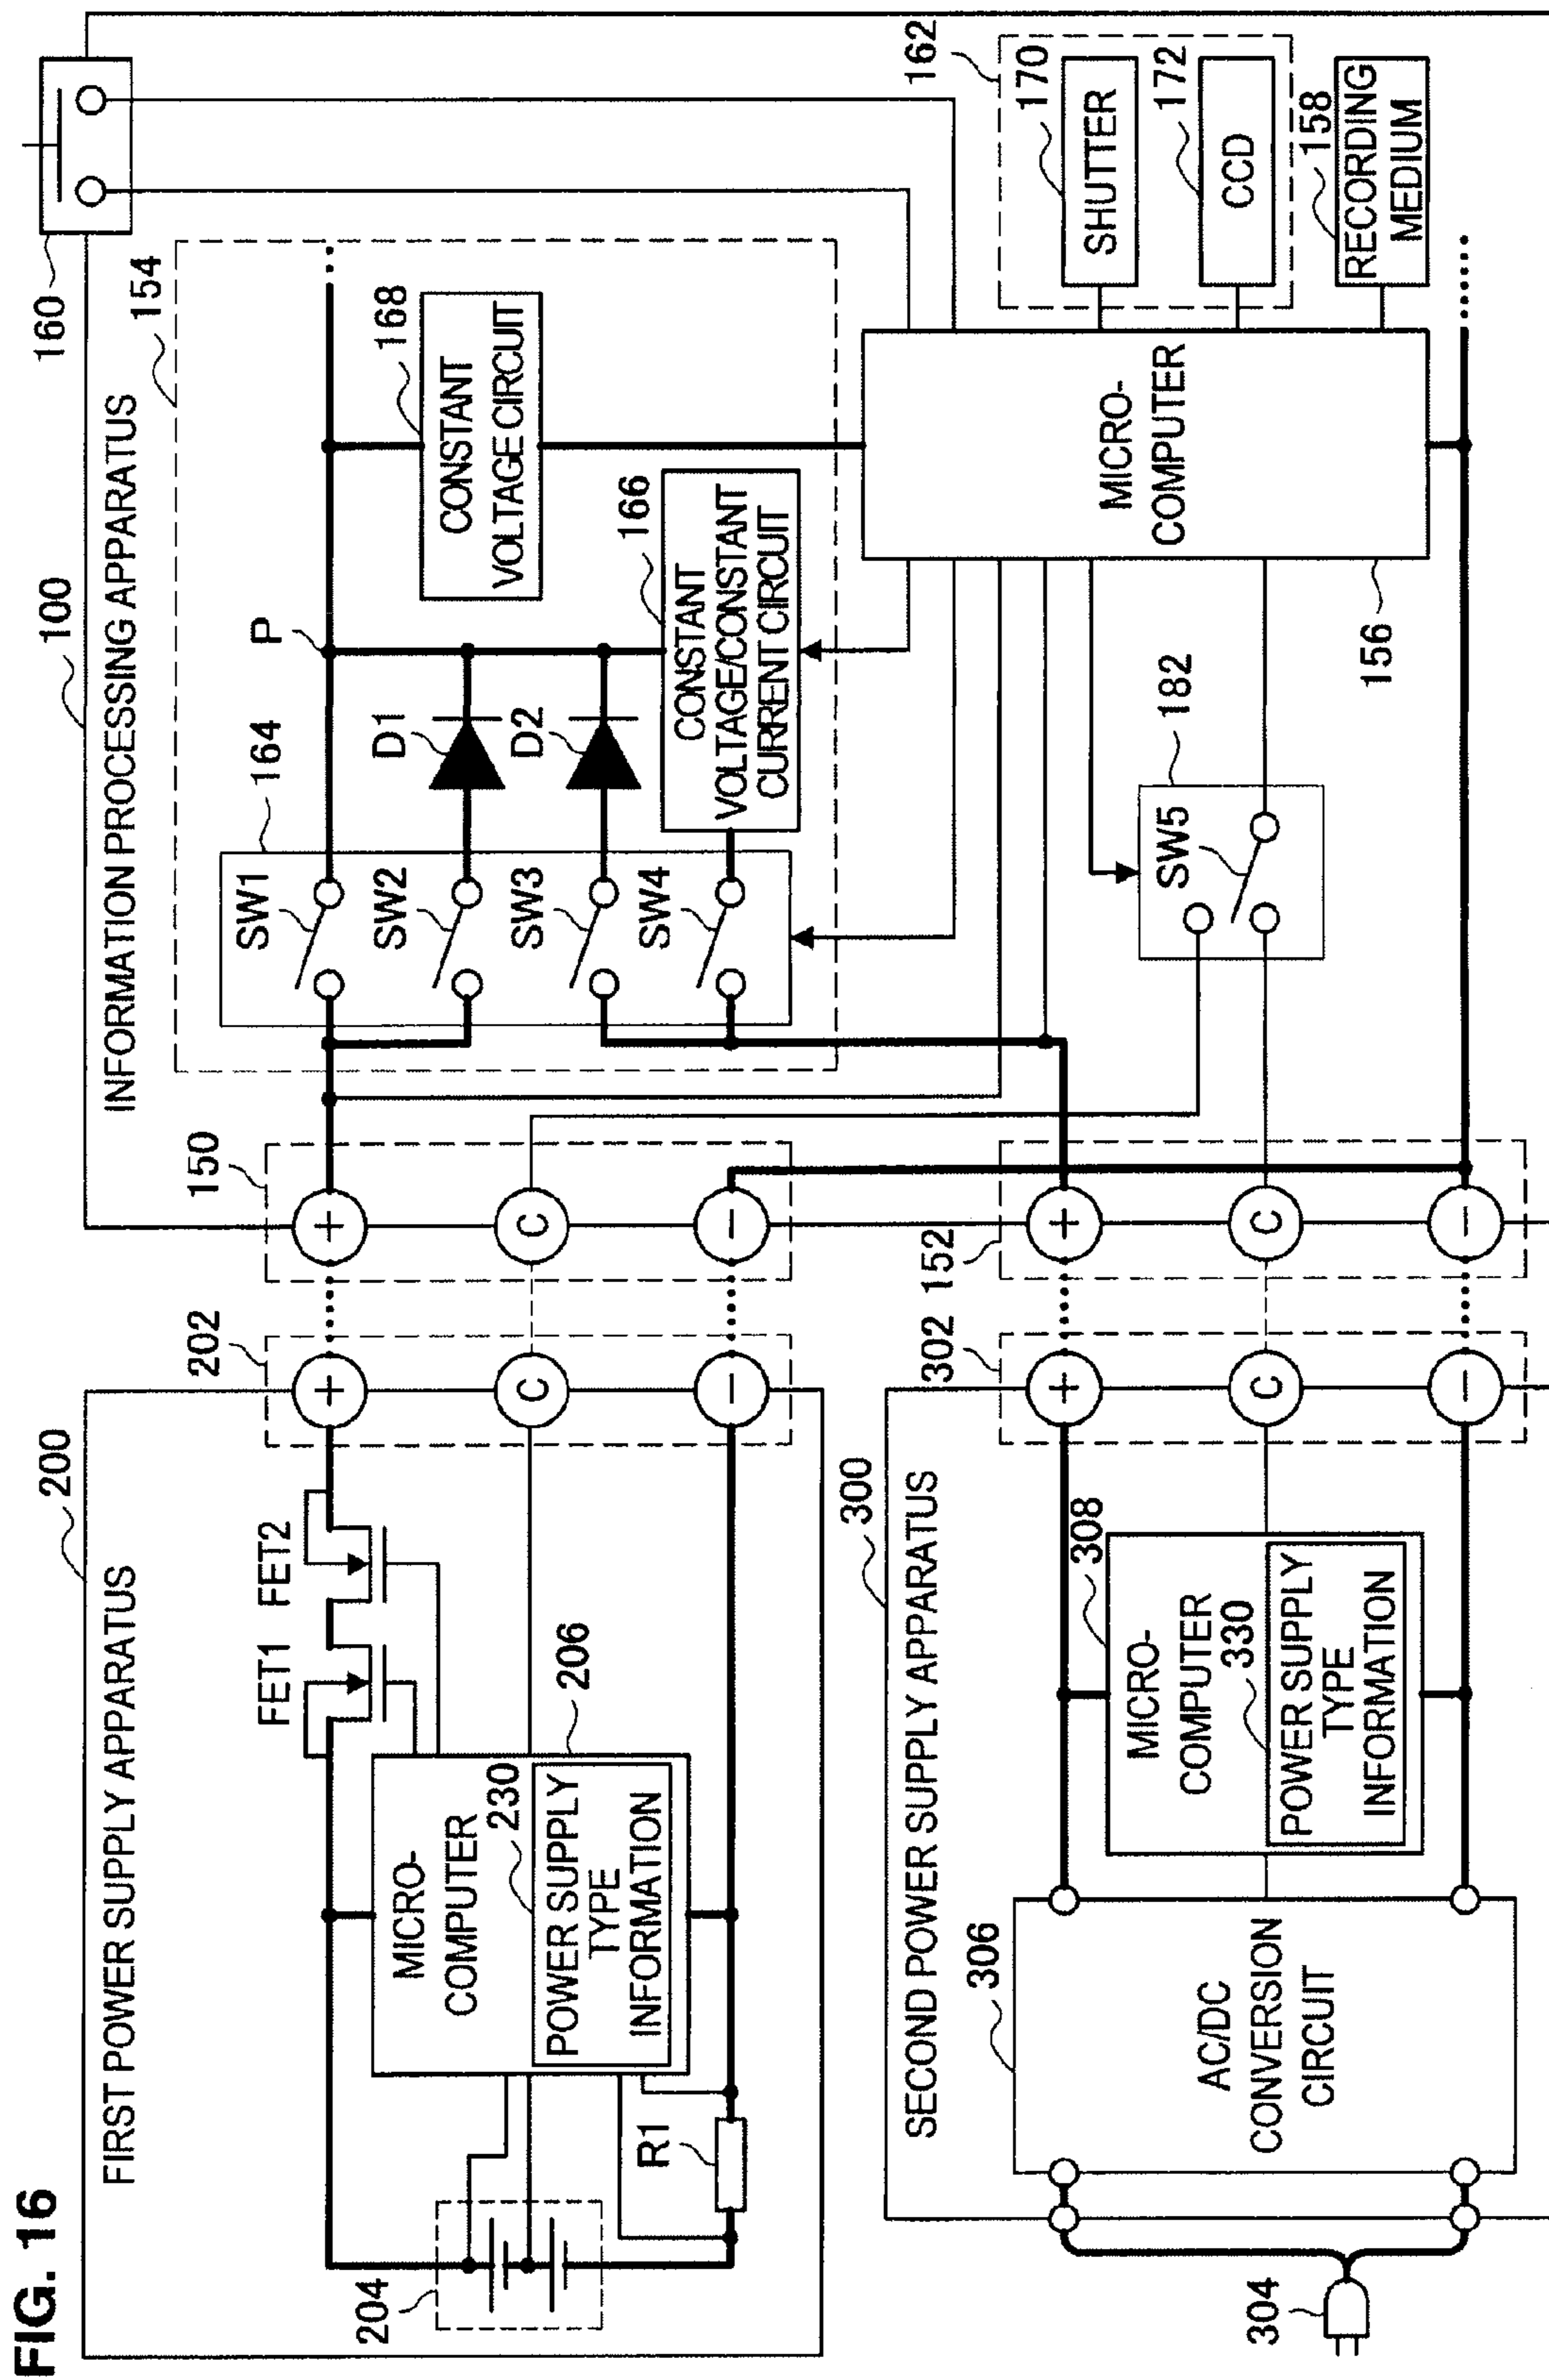 FIG. 16
200
FIRST POWER SUPPLY APPARATUS
FET1
FET2
202
+
C
−
MICRO-
COMPUTER
206
230
POWER SUPPLY
TYPE
INFORMATION
204
R1
100
INFORMATION PROCESSING APPARATUS
160
150
+
C
−
154
164
SW1
SW2
SW3
SW4
P
D1
D2
168
CONSTANT
VOLTAGE CIRCUIT
166
CONSTANT
VOLTAGE/CONSTANT
CURRENT CIRCUIT
MICRO-
COMPUTER
156
182
SW5
162
170
SHUTTER
172
CCD
158
RECORDING
MEDIUM
152
+
C
−
300
SECOND POWER SUPPLY APPARATUS
302
+
C
−
308
MICRO-
COMPUTER
330
POWER SUPPLY
TYPE
INFORMATION
306
AC/DC
CONVERSION
CIRCUIT
304